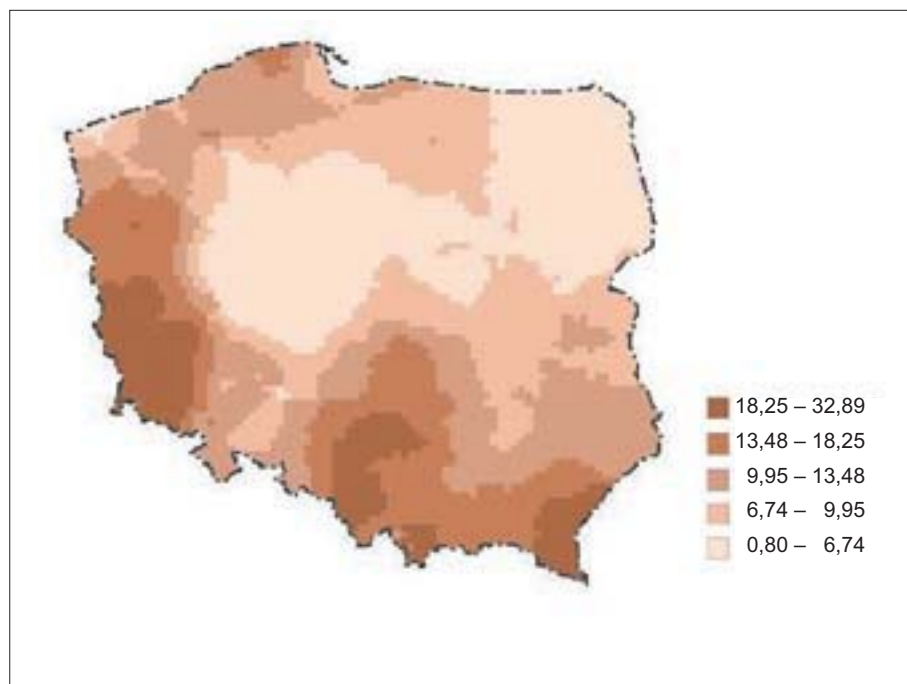 18,25 – 32,89
13,48 – 18,25
9,95 – 13,48
6,74 – 9,95
0,80 – 6,74